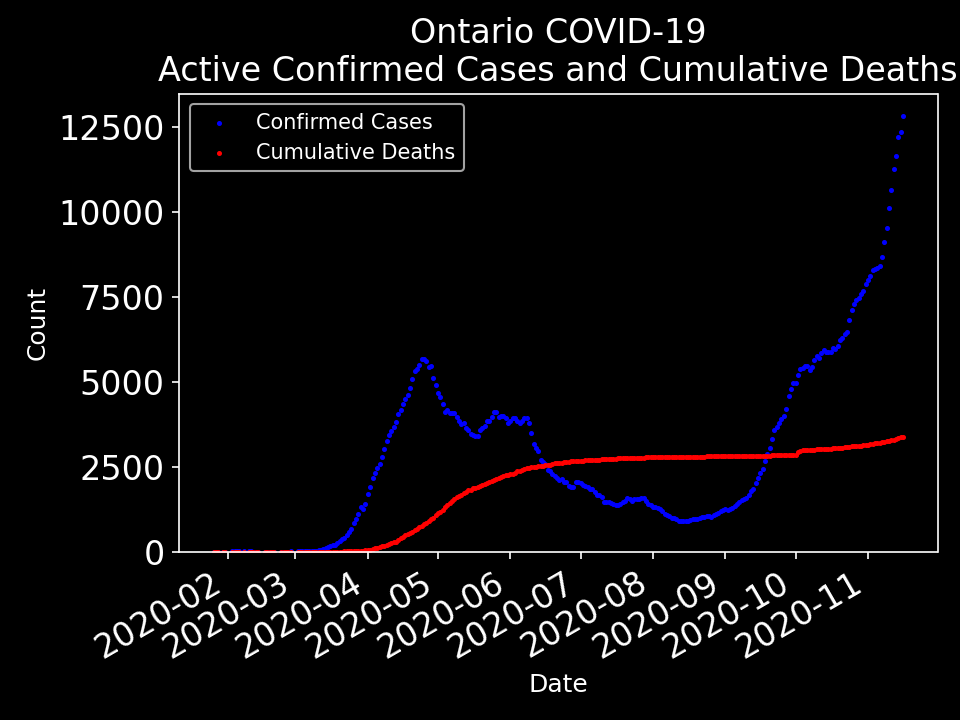 Ontario COVID-19
Active Confirmed Cases and Cumulative Deaths
Confirmed Cases
Cumulative Deaths
12500
10000
7500
5000
2500
0
Count
2020-02
2020-03
2020-04
2020-05
2020-06
2020-07
2020-08
2020-09
2020-10
2020-11
Date